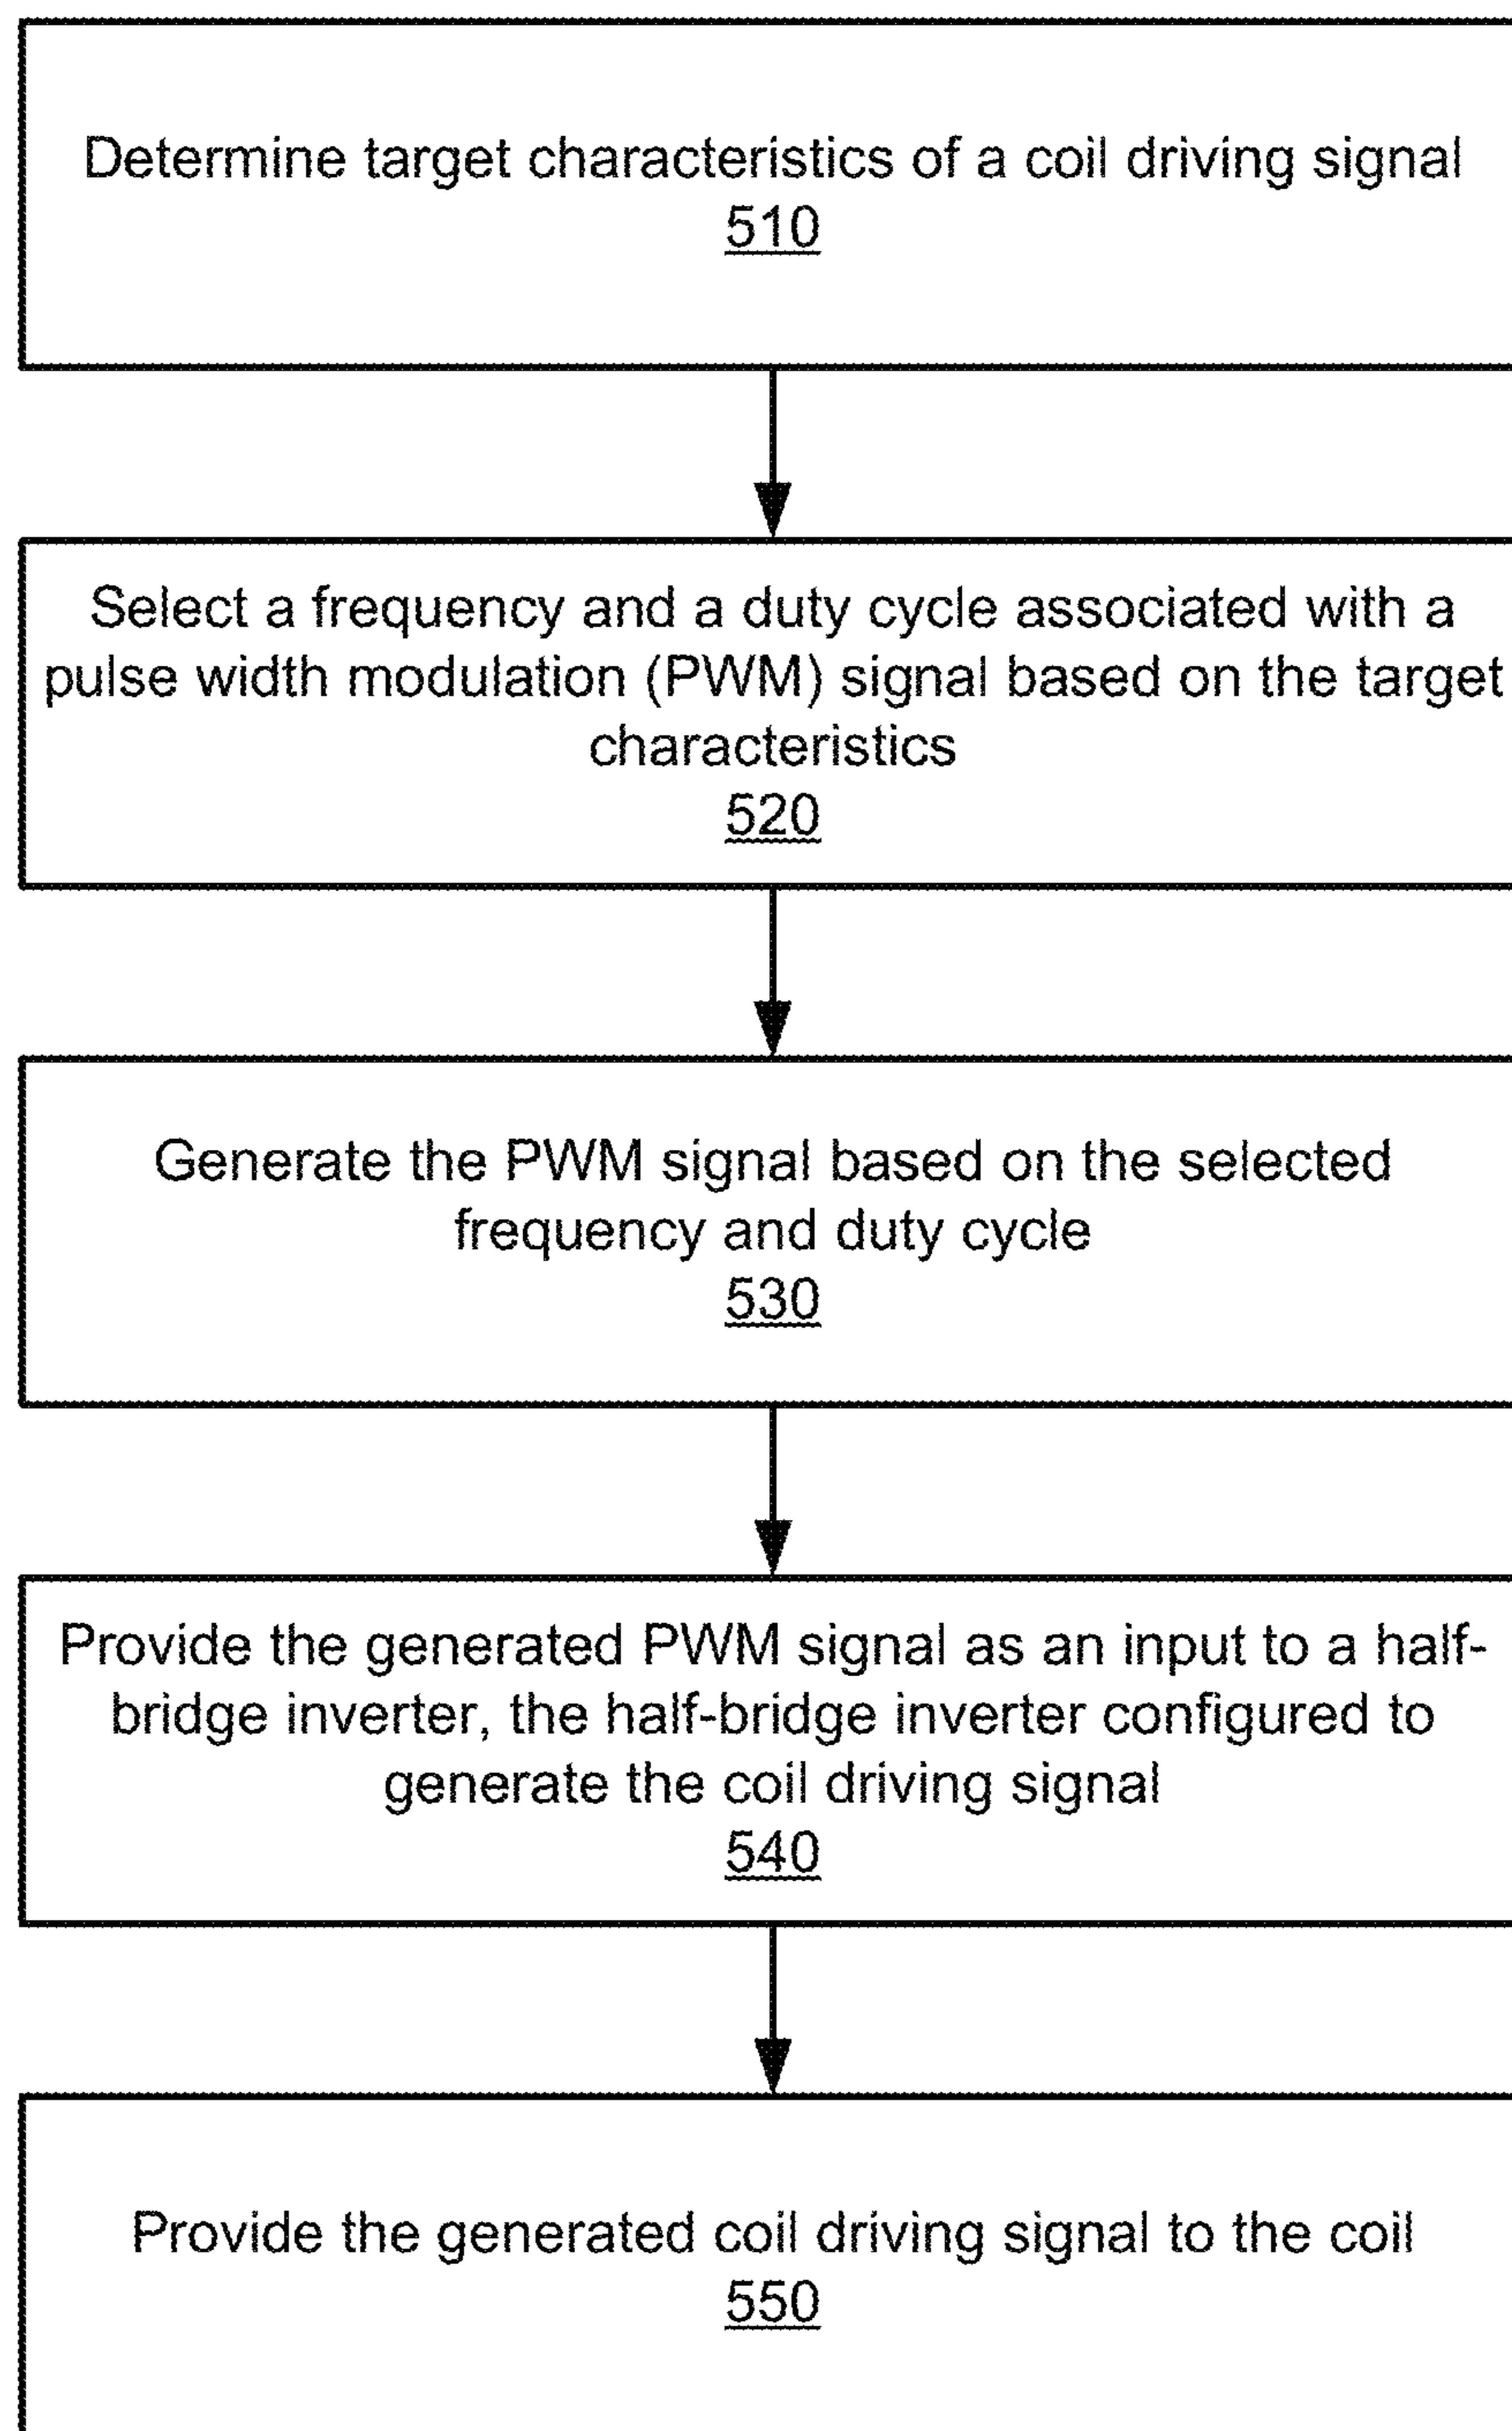 Determine target characteristics of a coil driving signal
510
Select a frequency and a duty cycle associated with a
pulse width modulation (PWM) signal based on the target
characteristics
520
Generate the PWM signal based on the selected
frequency and duty cycle
530
Provide the generated PWM signal as an input to a half-
bridge inverter, the half-bridge inverter configured to
generate the coil driving signal
540
Provide the generated coil driving signal to the coil
550